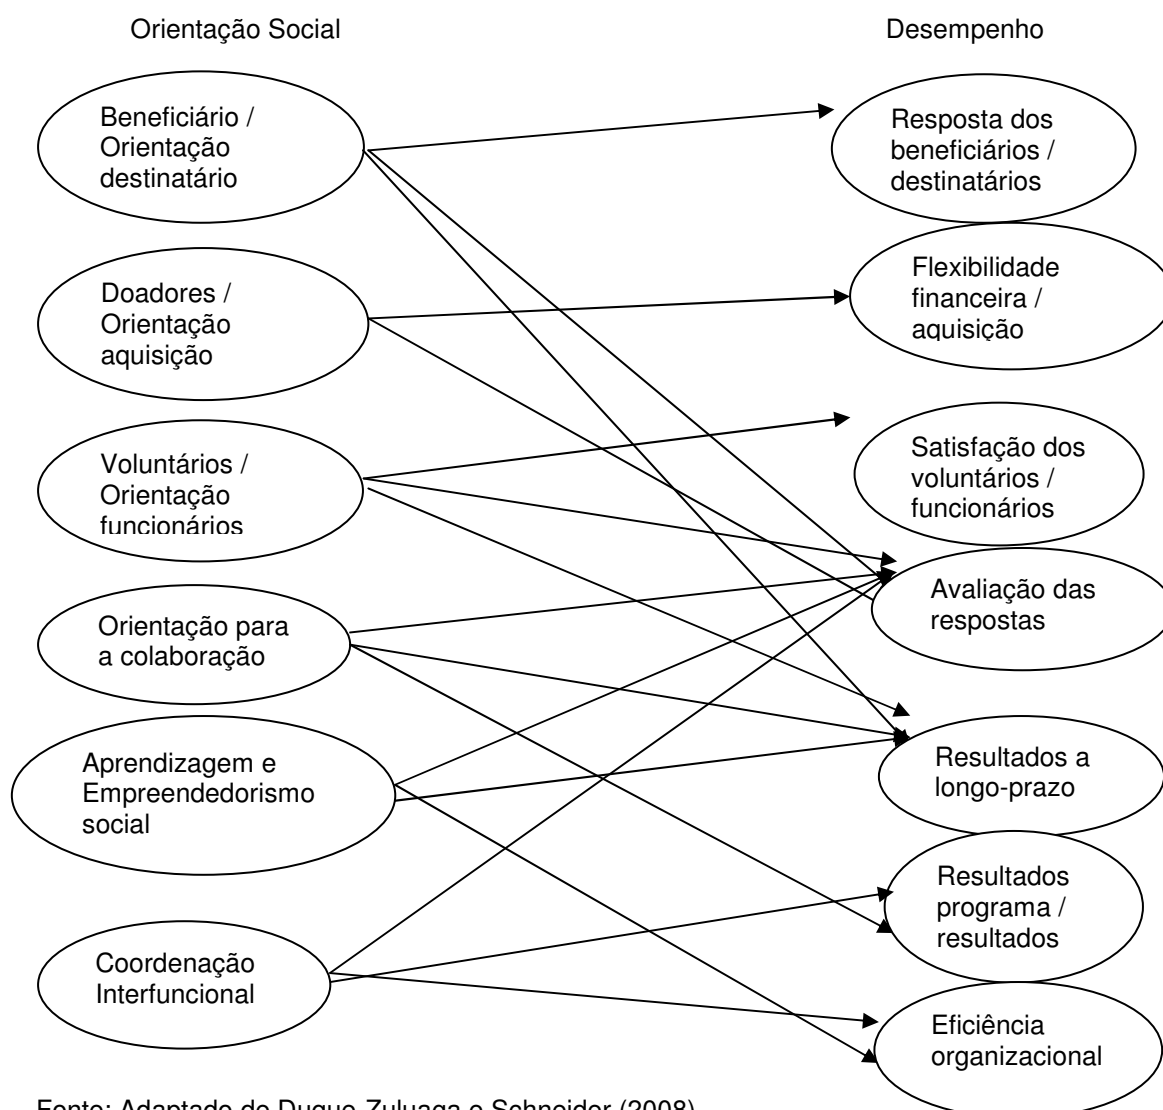 Orientação Social
Desempenho
Beneficiário /
Orientação
destinatário
Resposta dos
beneficiários /
destinatários
Doadores /
Orientação
aquisição
Flexibilidade
financeira /
aquisição
Voluntários /
Orientação
funcionários
Satisfação dos
voluntários /
funcionários
Orientação para
a colaboração
Avaliação das
respostas
Aprendizagem e
Empreendedorismo
social
Resultados a
longo-prazo
Resultados
programa /
resultados
Coordenação
Interfuncional
Eficiência
organizacional
Fonte: Adaptado de Duque-Zuluaga e Schneider (2008)